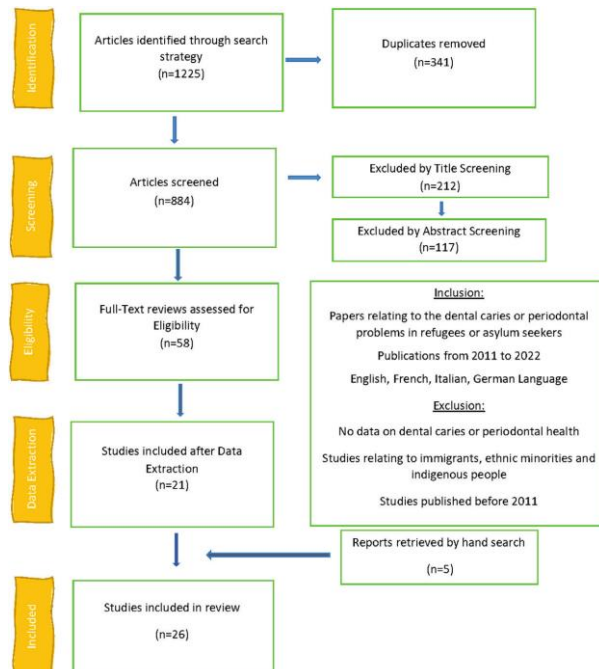 Identification
Articles identified through search
strategy
(n=1225)
Duplicates removed
(n=341)
Screening
Articles screened
(n=884)
Excluded by Title Screening
(n=212)
Excluded by Abstract Screening
(n=117)
Eligibility
Full-Text reviews assessed for
Eligibility
(n=58)
Inclusion:
Papers relating to the dental caries or periodontal
problems in refugees or asylum seekers
Publications from 2011 to 2022
English, French, Italian, German Language
Exclusion:
No data on dental caries or periodontal health
Studies relating to immigrants, ethnic minorities and
indigenous people
Studies published before 2011
Data Extraction
Studies included after Data
Extraction
(n=21)
Reports retrieved by hand search
(n=5)
Included
Studies included in review
(n=26)